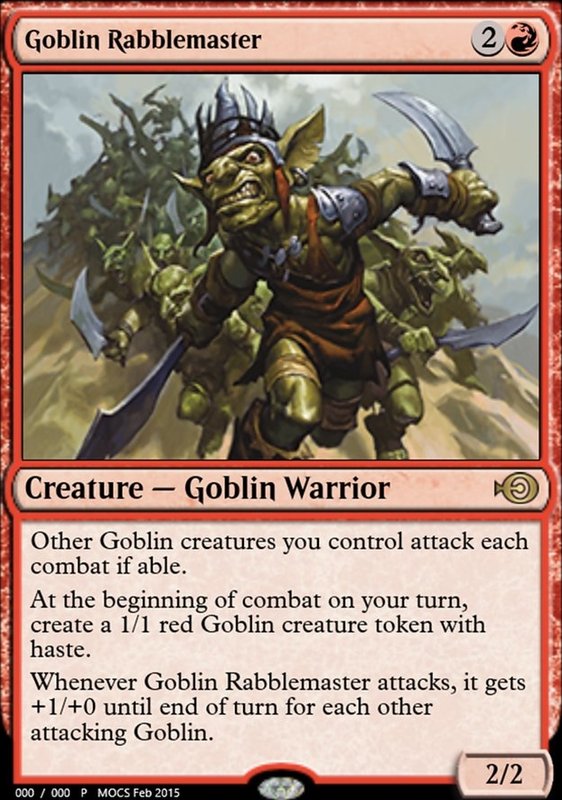 Goblin Rabblemaster 2
Creature — Goblin Warrior
Other Goblin creatures you control attack each
combat if able.
At the beginning of combat on your turn,
create a 1/1 red Goblin creature token with
haste.
Whenever Goblin Rabblemaster attacks, it gets
+1/+0 until end of turn for each other
attacking Goblin.
2/2
000 / 000 P MOCS Feb 2015